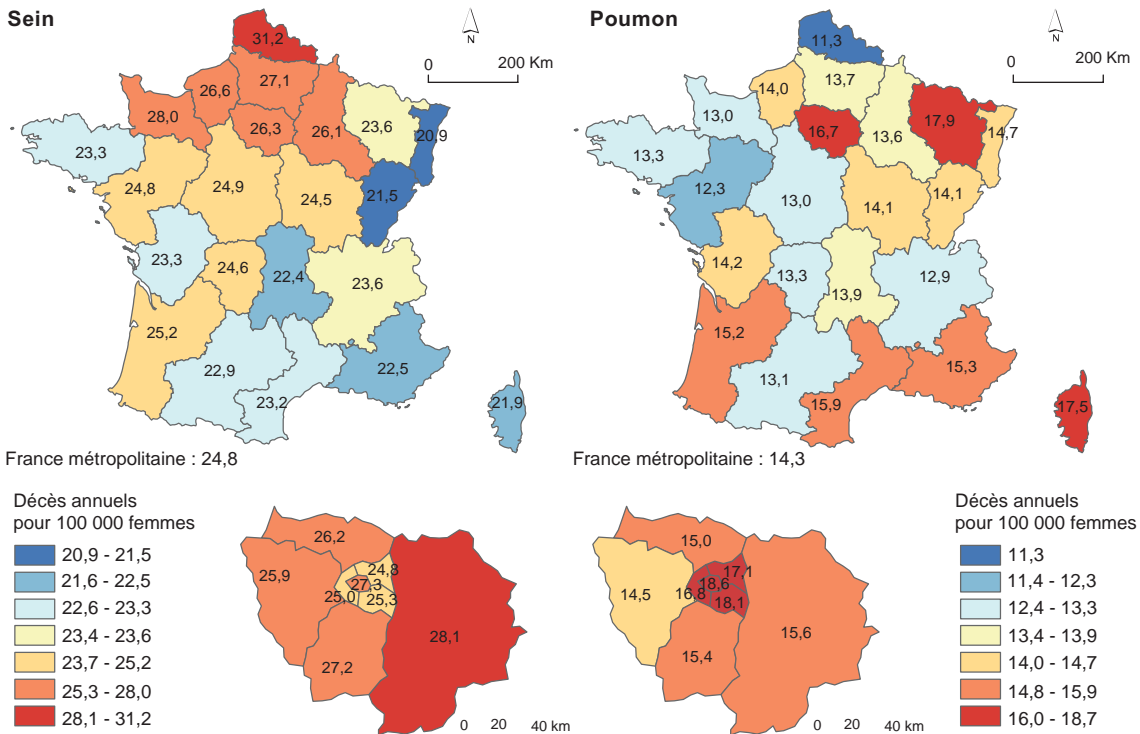 Sein
N
0 200 Km
31,2
27,1
26,6
28,0
26,3
26,1
23,6
20,9
23,3
24,8
24,9
24,5
21,5
23,3
24,6
22,4
23,6
25,2
22,9
23,2
22,5
21,9
France métropolitaine : 24,8
Poumon
N
0 200 Km
11,3
13,7
14,0
13,0
16,7
13,6
17,9
14,7
13,3
12,3
13,0
14,1
14,1
14,2
13,3
13,9
12,9
15,2
13,1
15,9
15,3
17,5
France métropolitaine : 14,3
Décès annuels
pour 100 000 femmes
20,9 - 21,5
21,6 - 22,5
22,6 - 23,3
23,4 - 23,6
23,7 - 25,2
25,3 - 28,0
28,1 - 31,2
26,2
25,9
24,8
27,3
25,0
25,3
28,1
27,2
0 20 40 km
15,0
14,5
17,1
18,6
16,8
18,1
15,6
15,4
0 20 40 km
Décès annuels
pour 100 000 femmes
11,3
11,4 - 12,3
12,4 - 13,3
13,4 - 13,9
14,0 - 14,7
14,8 - 15,9
16,0 - 18,7